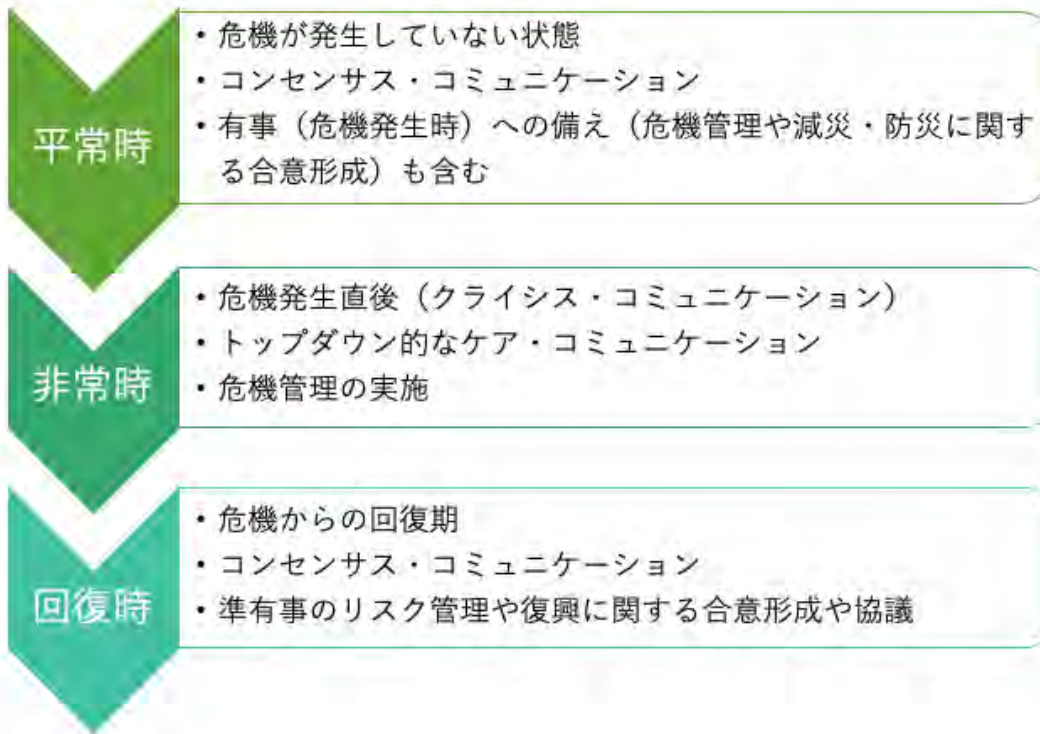 平常時
・危機が発生していない状態
・コンセンサス・コミュニケーション
・有事（危機発生時）への備え（危機管理や減災・防災に関す
る合意形成）も含む
非常時
・危機発生直後（クライシス・コミュニケーション）
・トップダウン的なケア・コミュニケーション
・危機管理の実施
回復時
・危機からの回復期
・コンセンサス・コミュニケーション
・準有事のリスク管理や復興に関する合意形成や協議